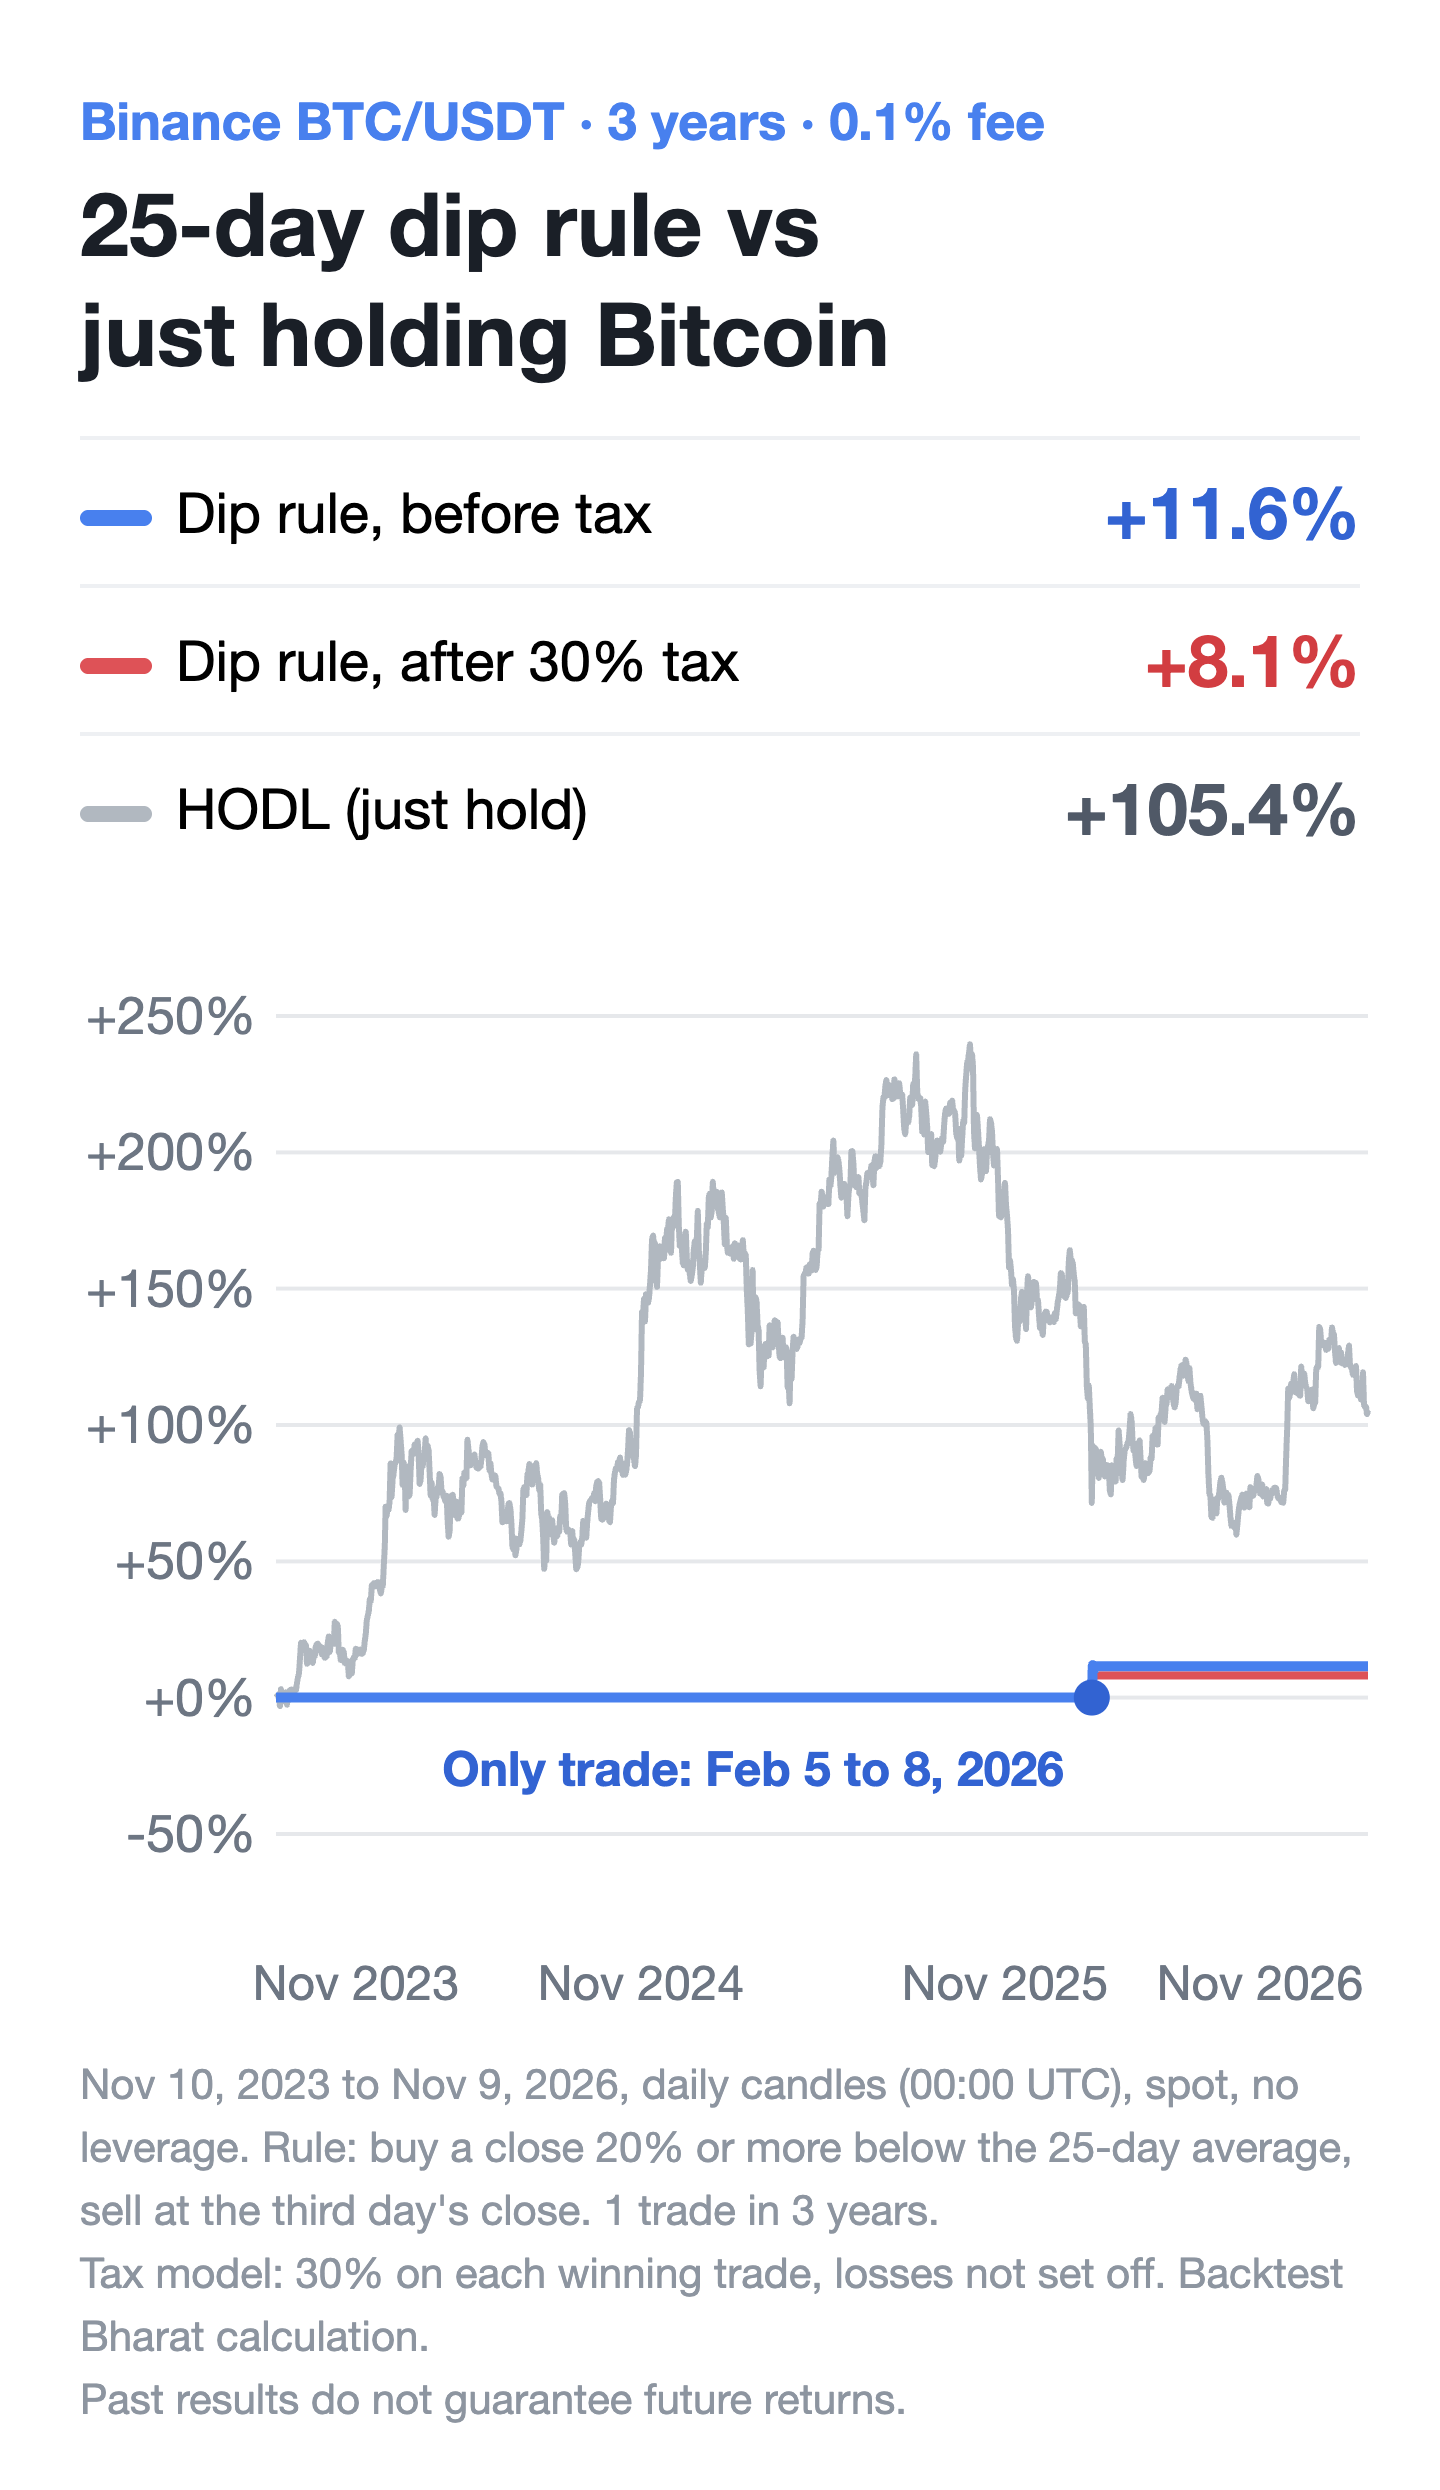 Binance BTC/USDT · 3 years · 0.1% fee
25-day dip rule vs
just holding Bitcoin
Dip rule, before tax +11.6%
Dip rule, after 30% tax +8.1%
HODL (just hold) +105.4%
+250%
+200%
+150%
+100%
+50%
+0%
Only trade: Feb 5 to 8, 2026
-50%
Nov 2023 Nov 2024 Nov 2025 Nov 2026
Nov 10, 2023 to Nov 9, 2026, daily candles (00:00 UTC), spot, no
leverage. Rule: buy a close 20% or more below the 25-day average,
sell at the third day's close. 1 trade in 3 years.
Tax model: 30% on each winning trade, losses not set off. Backtest
Bharat calculation.
Past results do not guarantee future returns.